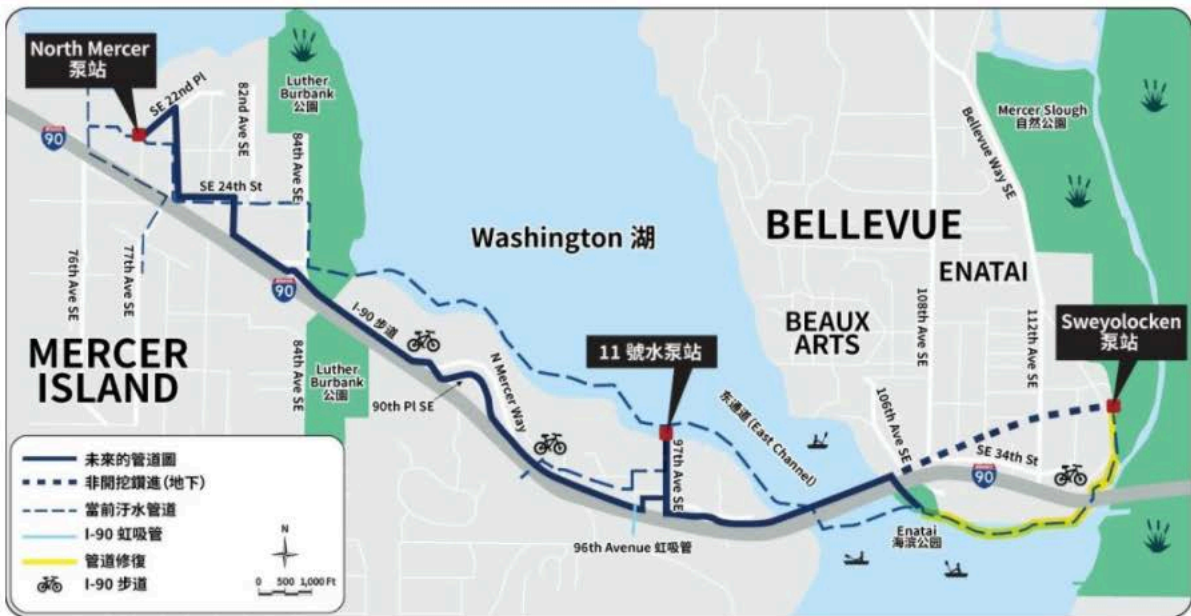 North Mercer
泵站
SE 22nd Pl
82nd Ave SE
Luther
Burbank
公園
84th Ave SE
90
SE 24th St
76th Ave SE
77th Ave SE
MERCER
ISLAND
90
84th Ave SE
Luther
Burbank
公園
I-90 步道
90th Pl SE
N Mercer Way
Washington 湖
11 號水泵站
97th Ave SE
96th Avenue 虹吸管
东通道(East Channel)
BELLEVUE
ENATAI
BEAUX
ARTS
Bellevue Way SE
Mercer Slough
自然公園
108th Ave SE
112th Ave SE
106th Ave SE
Sweyolocken
泵站
SE 34th St
90
Enatai
海滨公园
未來的管道圖
非開挖鑽進(地下)
當前汙水管道
I-90 虹吸管
管道修復
I-90 步道
N
0 500 1,000 Ft